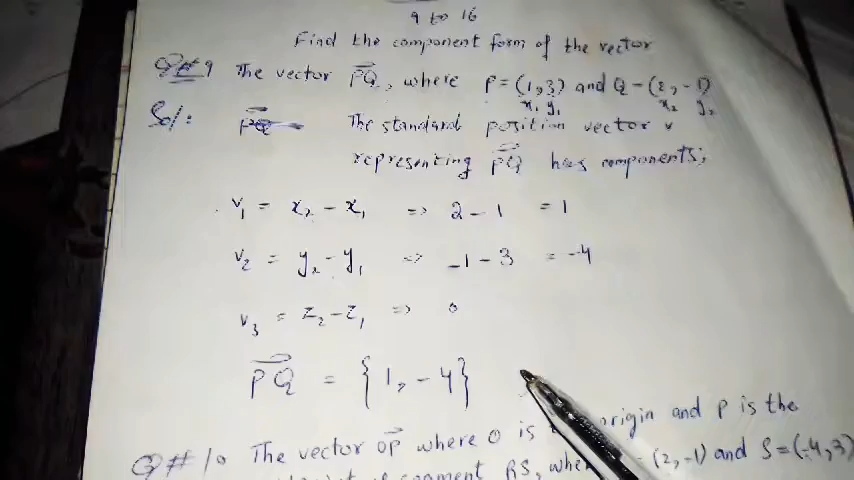 9 to 16
Find the component form of the vector
Q# 9 The vector PQ, where P = (1, 3) and Q - (2, -1)
x₁ y₁ x₂ y₂
Sol: The standard position vector v
representing PQ has components;
v₁ = x₂ - x₁ => 2 - 1 = 1
v₂ = y₂ - y₁ => -1 - 3 = -4
v₃ = z₂ - z₁ => 0
PQ = {1, -4}
Q # 10 The vector OP where O is origin and P is the
segment RS, (2, -1) and S = (-4, 3)